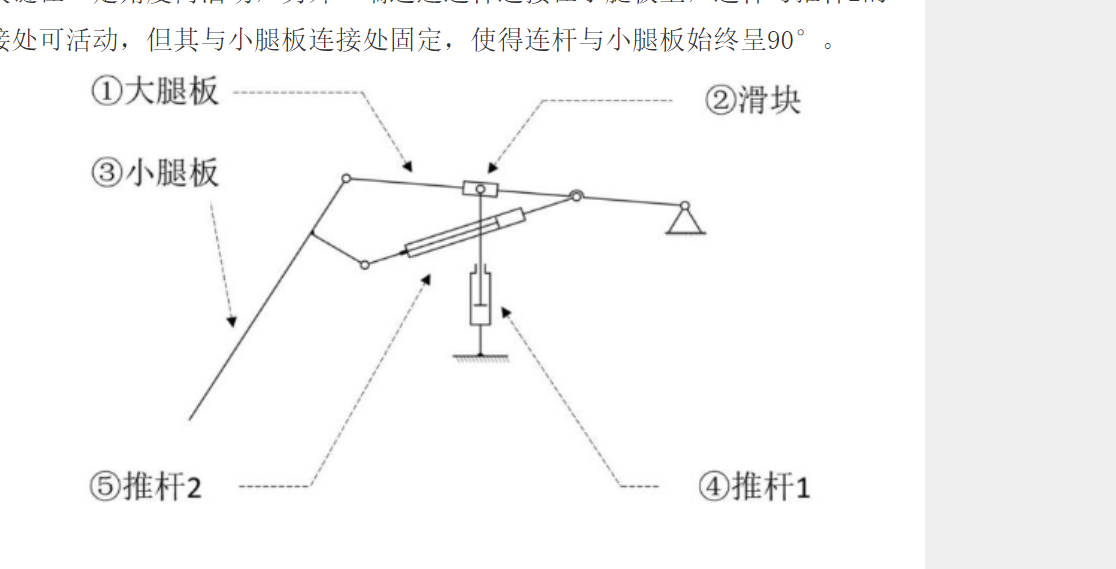 接处可活动，但其与小腿板连接处固定，使得连杆与小腿板始终呈90°。
①大腿板
②滑块
③小腿板
⑤推杆2
④推杆1